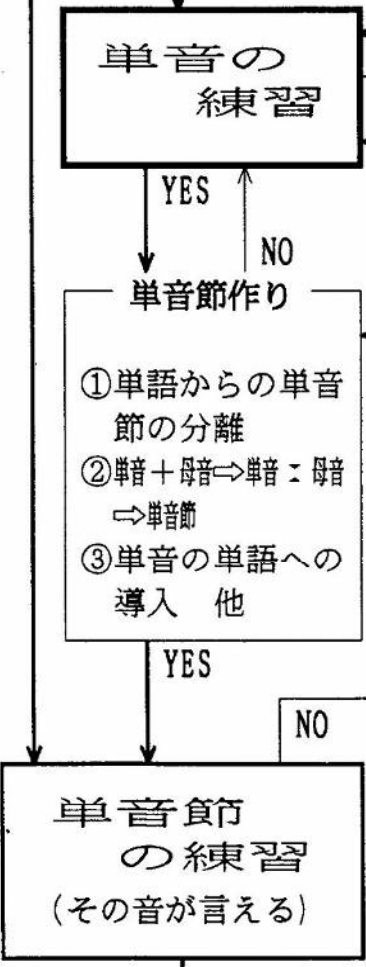 単音の
練習
YES
NO
単音節作り
①単語からの単音
節の分離
②単音＋母音⇨単音：母音
⇨単音節
③単音の単語への
導入　他
YES
NO
単音節
の練習
(その音が言える)